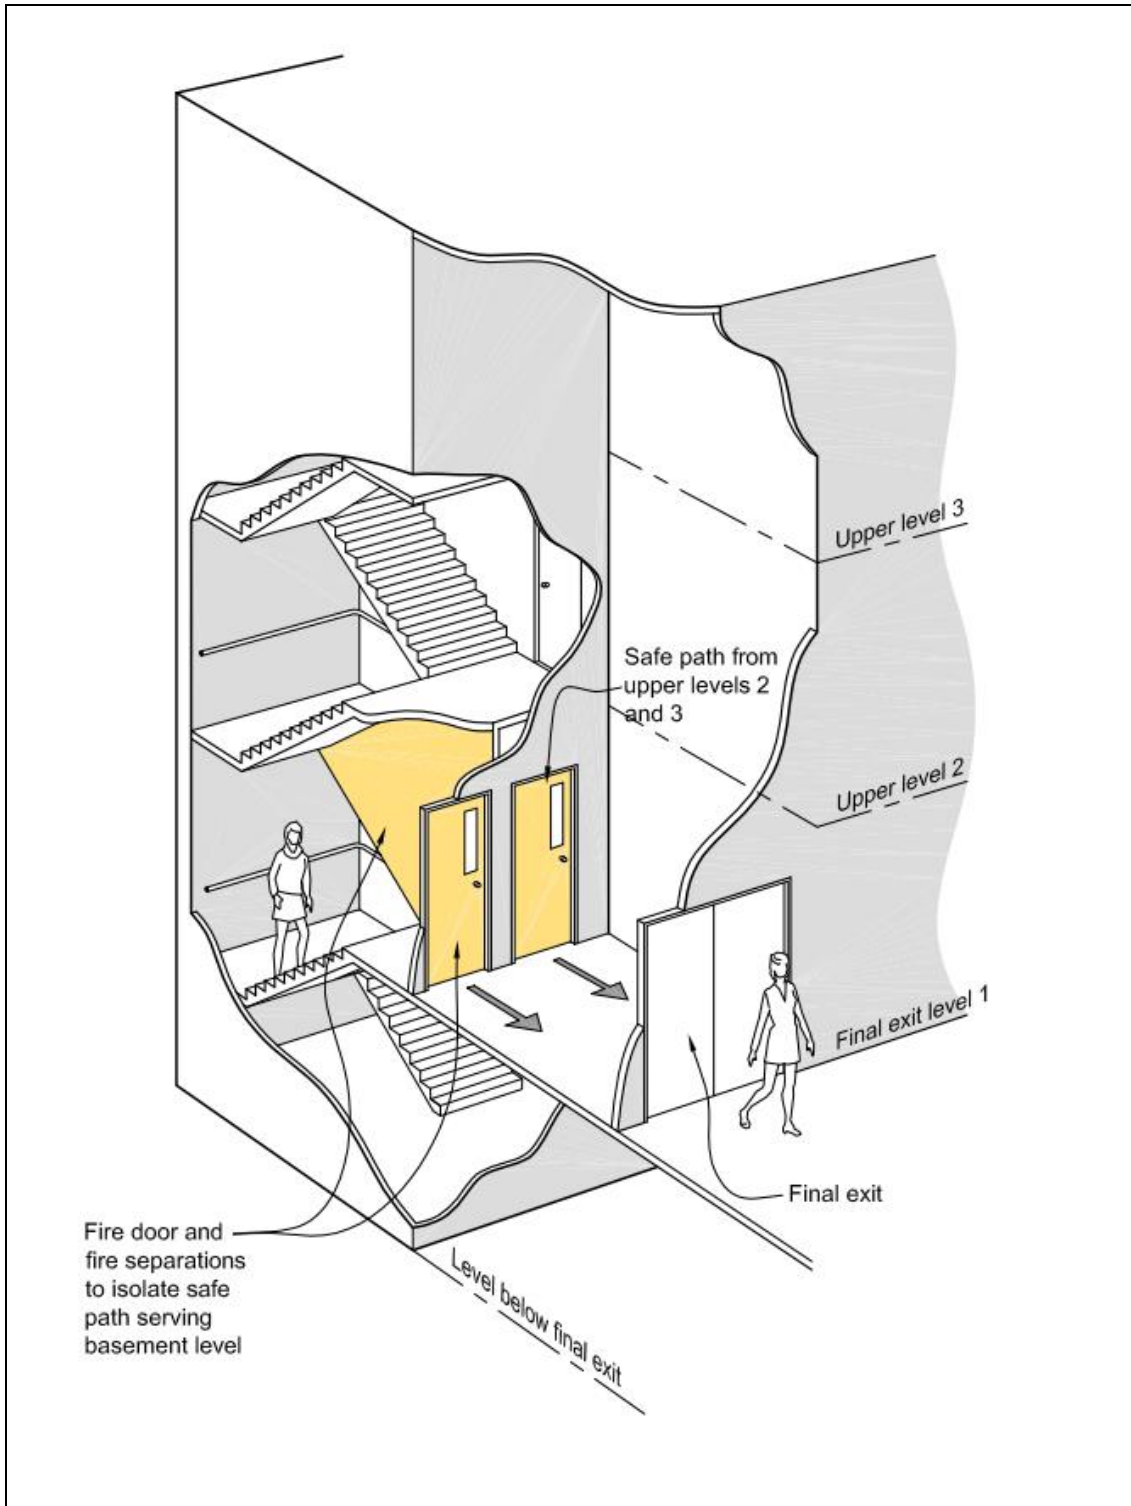 Upper level 3
Safe path from
upper levels 2
and 3
Upper level 2
Final exit level 1
Final exit
Fire door and
fire separations
to isolate safe
path serving
basement level
Level below final exit